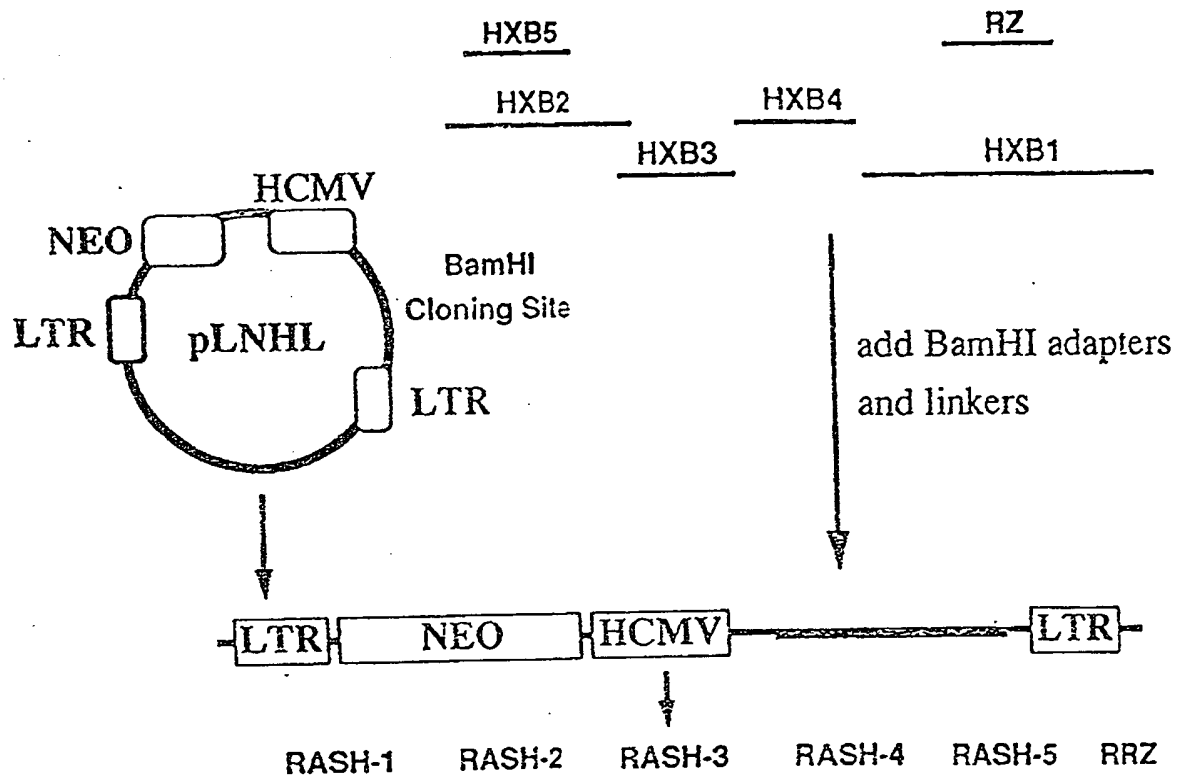 HXB5
RZ
HXB2
HXB4
HXB3
HXB1
HCMV
NEO
BamHI
Cloning Site
LTR
pLNHL
LTR
add BamHI adapters
and linkers
LTR
NEO
HCMV
LTR
RASH-1
RASH-2
RASH-3
RASH-4
RASH-5
RRZ